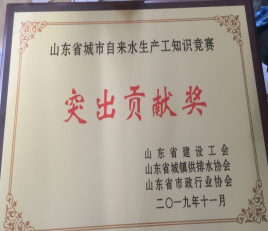 山东省城市自来水生产工知识竞赛
突出贡献奖
山东省建设工会
山东省城镇供排水协会
山东省市政行业协会
二〇一九年十一月